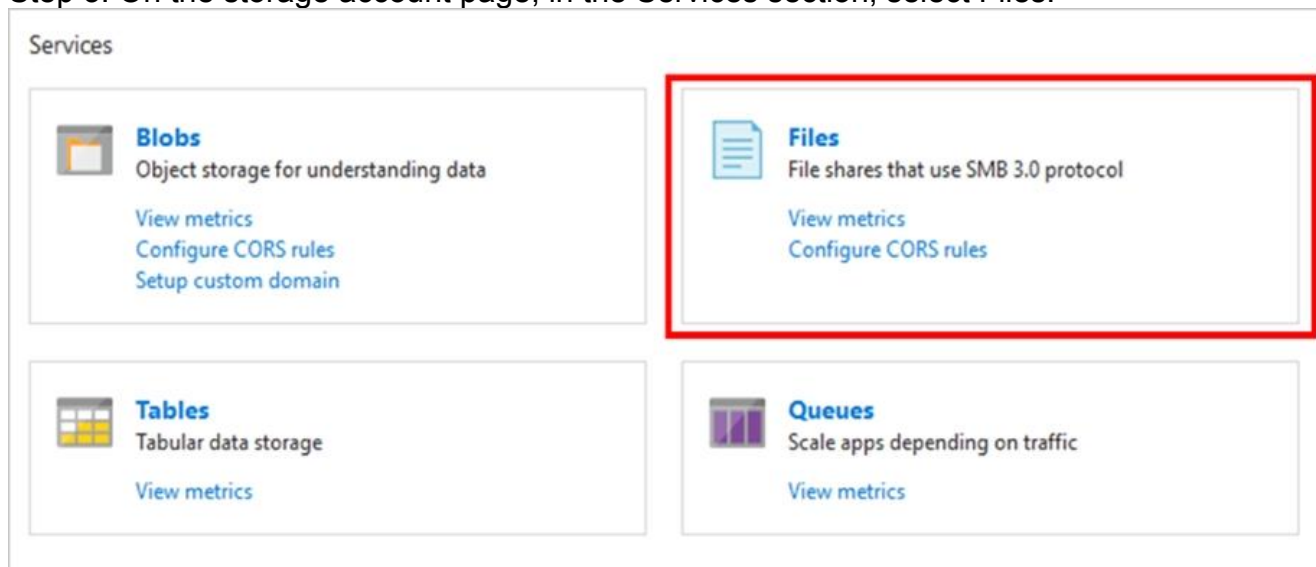 Step 3: On the storage account page, in the Services section, select Files.
Services
Blobs
Object storage for understanding data
View metrics
Configure CORS rules
Setup custom domain
Files
File shares that use SMB 3.0 protocol
View metrics
Configure CORS rules
Tables
Tabular data storage
View metrics
Queues
Scale apps depending on traffic
View metrics